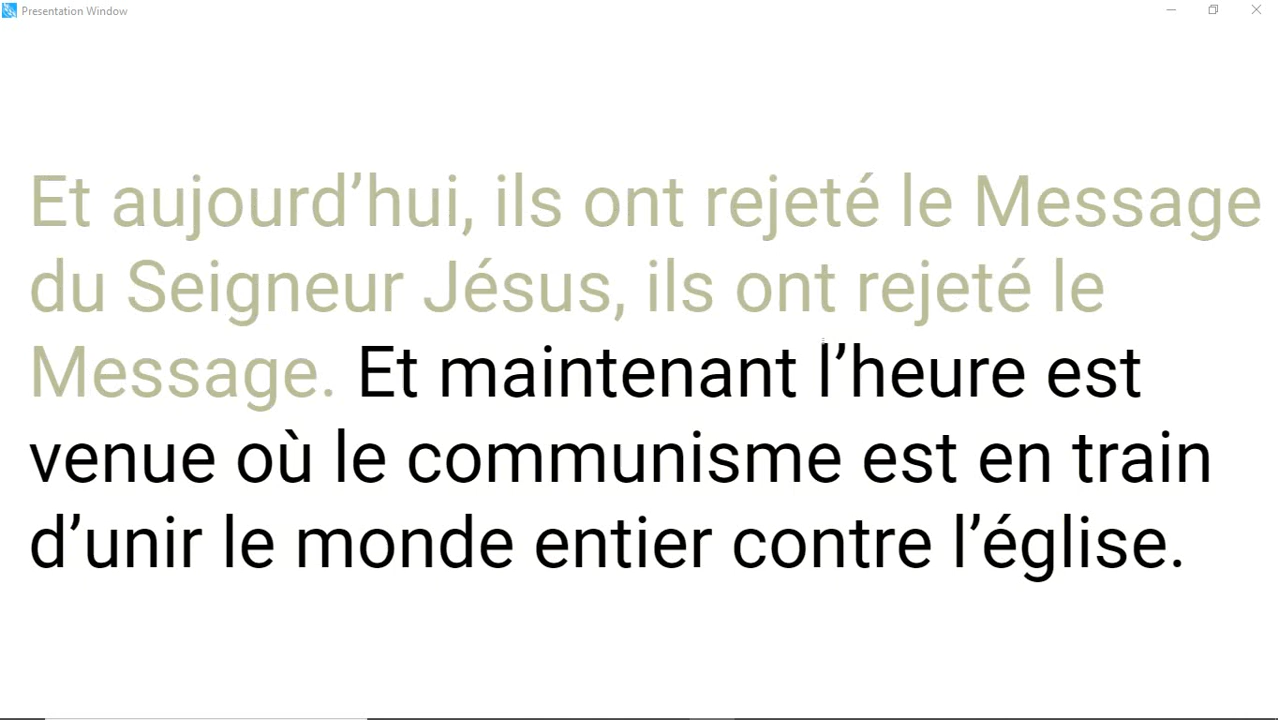 Presentation Window
Et aujourd’hui, ils ont rejeté le Message
du Seigneur Jésus, ils ont rejeté le
Message. Et maintenant l’heure est
venue où le communisme est en train
d’unir le monde entier contre l’église.